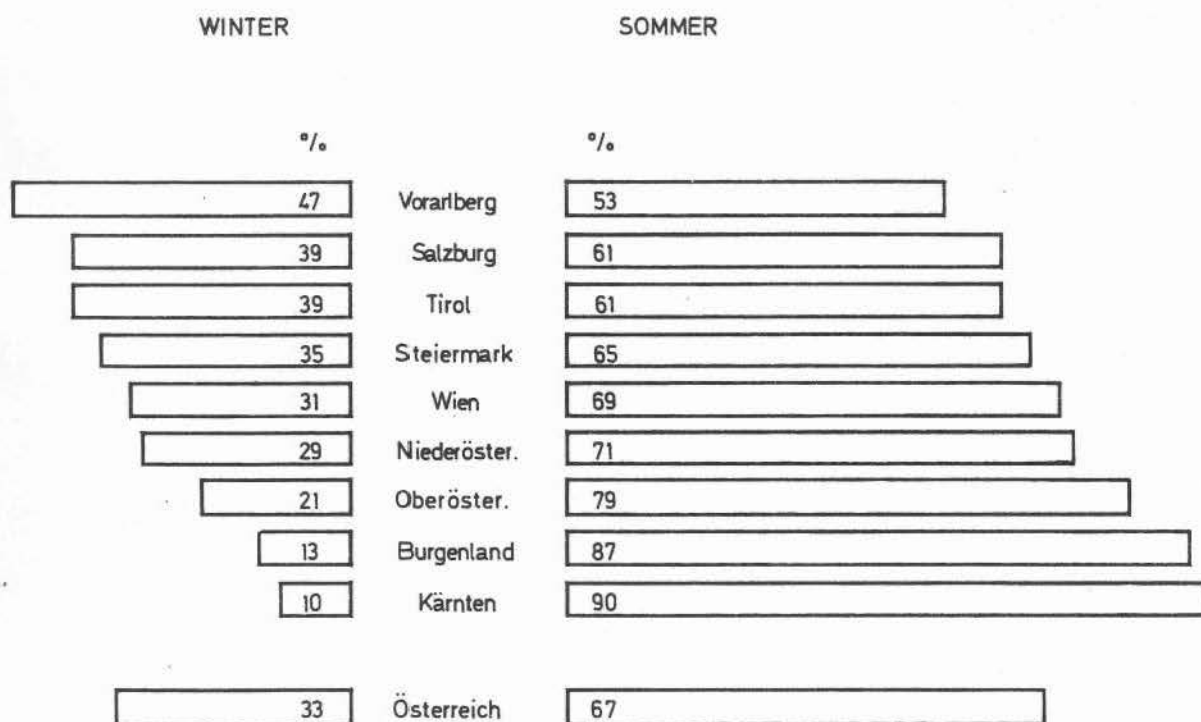 WINTER SOMMER
% %
47 Vorarlberg 53
39 Salzburg 61
39 Tirol 61
35 Steiermark 65
31 Wien 69
29 Niederöster. 71
21 Oberöster. 79
13 Burgenland 87
10 Kärnten 90
33 Österreich 67